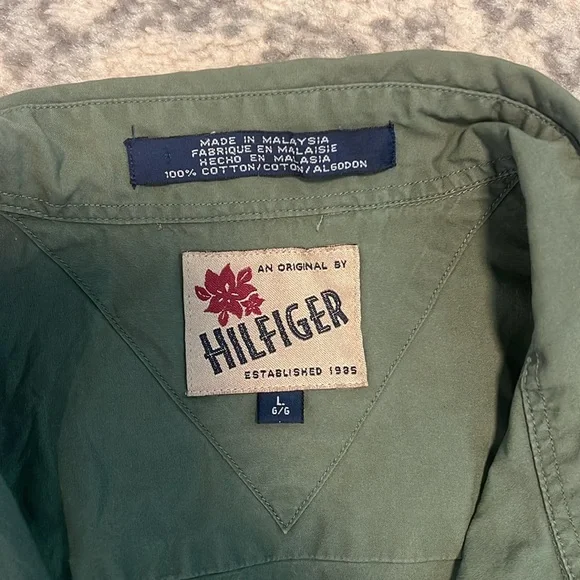 MADE IN MALAYSIA
FABRIQUE EN MALAISIE
HECHO EN MALASIA
100% COTTON/COTON/ALGODON
AN ORIGINAL BY
HILFIGER
ESTABLISHED 1985
L
G/G